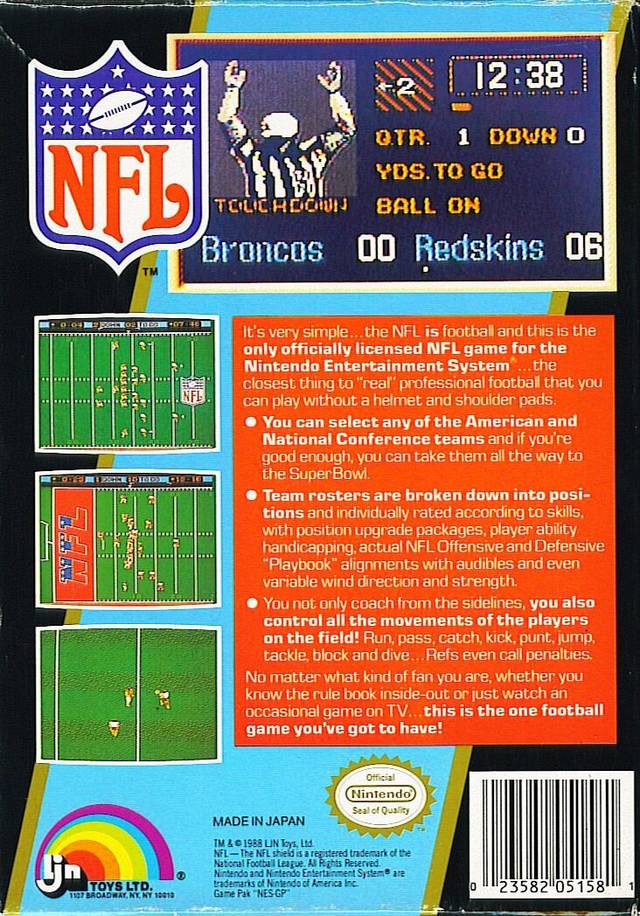 NFL
TM
TOUCHDOWN
←2
12:38
QTR. 1 DOWN 0
YDS.TO GO
BALL ON
Broncos 00 Redskins 06
NFL
NFL
It's very simple...the NFL is football and this is the
only officially licensed NFL game for the
Nintendo Entertainment System®...the
closest thing to "real" professional football that you
can play without a helmet and shoulder pads.
● You can select any of the American and
National Conference teams and if you're
good enough, you can take them all the way to
the SuperBowl.
● Team rosters are broken down into posi-
tions and individually rated according to skills,
with position upgrade packages, player ability
handicapping, actual NFL Offensive and Defensive
"Playbook" alignments with audibles and even
variable wind direction and strength.
● You not only coach from the sidelines, you also
control all the movements of the players
on the field! Run, pass, catch, kick, punt, jump,
tackle, block and dive...Refs even call penalties.
No matter what kind of fan you are, whether you
know the rule book inside-out or just watch an
occasional game on TV...this is the one football
game you've got to have!
Official
Nintendo®
Seal of Quality
TM
MADE IN JAPAN
TM & © 1988 LJN Toys, Ltd.
NFL — The NFL shield is a registered trademark of the
National Football League. All Rights Reserved.
Nintendo and Nintendo Entertainment System® are
trademarks of Nintendo of America Inc.
Game Pak "NES-GP"
ljn ®
TOYS LTD.
1107 BROADWAY, NY, NY 10010
0 23582 05158 1